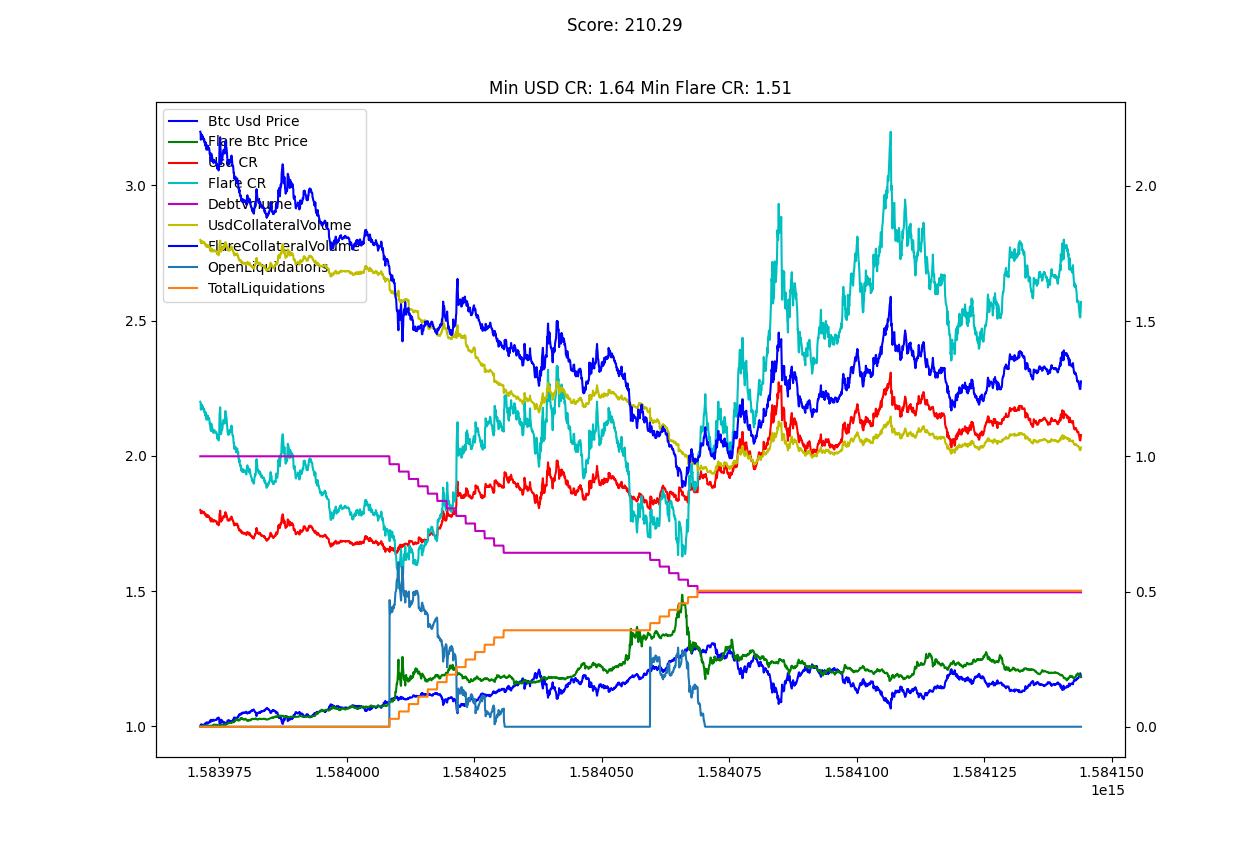 Score: 210.29
Min USD CR: 1.64 Min Flare CR: 1.51
Btc Usd Price
Flare Btc Price
Usd CR
Flare CR
DebtVolume
UsdCollateralVolume
FlareCollateralVolume
OpenLiquidations
TotalLiquidations
3.0
2.5
2.0
1.5
1.0
2.0
1.5
1.0
0.5
0.0
1.583975 1.584000 1.584025 1.584050 1.584075 1.584100 1.584125 1.584150
1e15